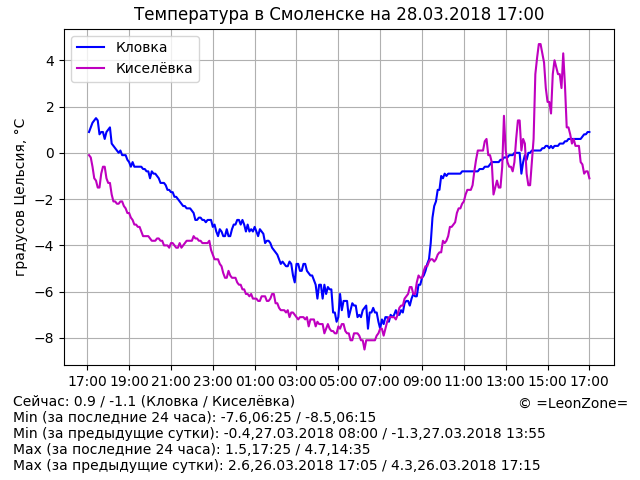 Температура в Смоленске на 28.03.2018 17:00
Кловка
Киселёвка
градусов Цельсия, °C
4
2
0
−2
−4
−6
−8
17:00 19:00 21:00 23:00 01:00 03:00 05:00 07:00 09:00 11:00 13:00 15:00 17:00
Сейчас: 0.9 / -1.1 (Кловка / Киселёвка)
© =LeonZone=
Min (за последние 24 часа): -7.6,06:25 / -8.5,06:15
Min (за предыдущие сутки): -0.4,27.03.2018 08:00 / -1.3,27.03.2018 13:55
Max (за последние 24 часа): 1.5,17:25 / 4.7,14:35
Max (за предыдущие сутки): 2.6,26.03.2018 17:05 / 4.3,26.03.2018 17:15